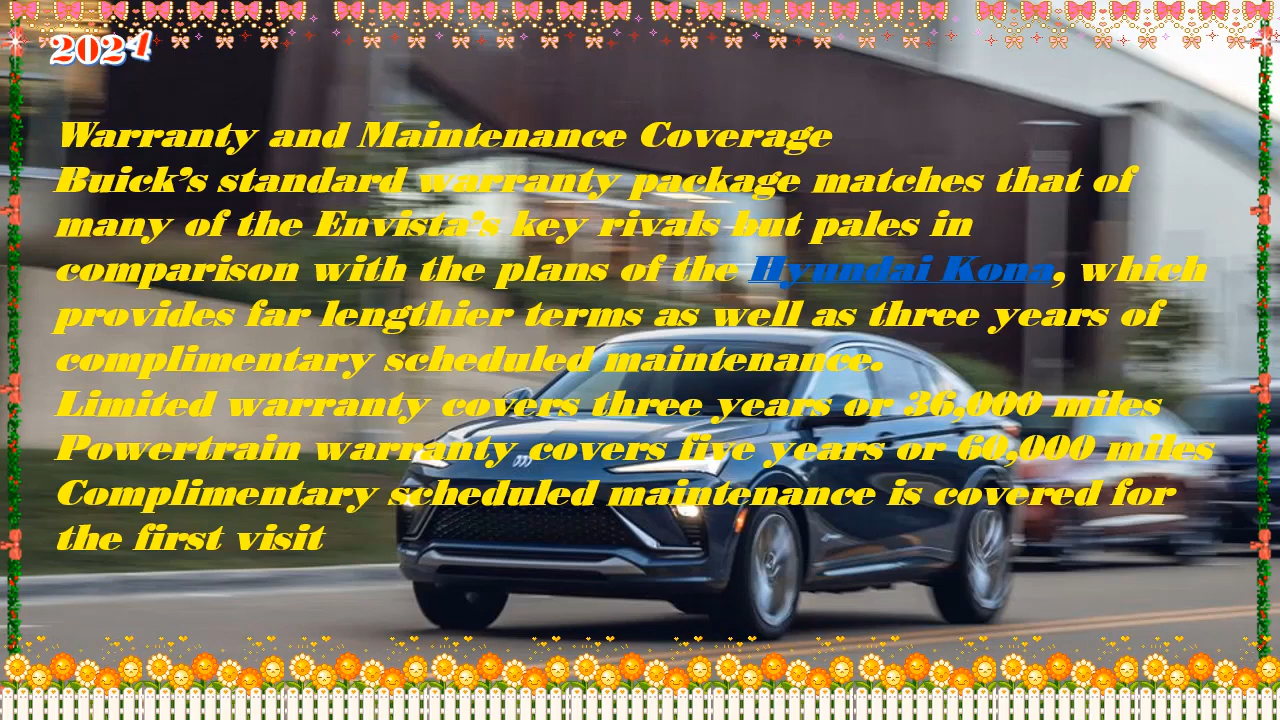 2024
Warranty and Maintenance Coverage
Buick’s standard warranty package matches that of
many of the Envista’s key rivals but pales in
comparison with the plans of the Hyundai Kona, which
provides far lengthier terms as well as three years of
complimentary scheduled maintenance.
Limited warranty covers three years or 36,000 miles
Powertrain warranty covers five years or 60,000 miles
Complimentary scheduled maintenance is covered for
the first visit